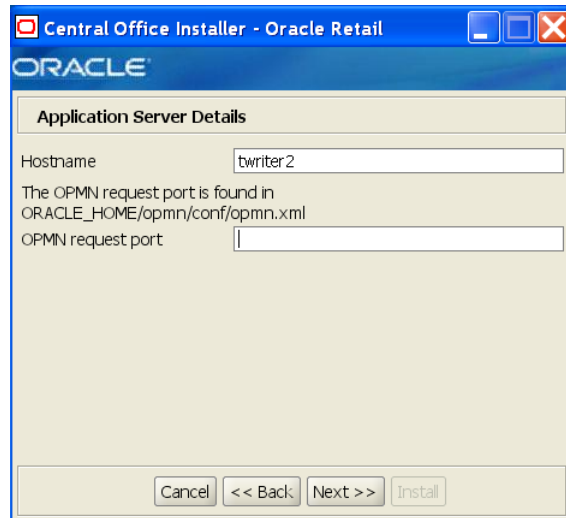 Central Office Installer - Oracle Retail
ORACLE
Application Server Details
Hostname twriter2
The OPMN request port is found in
ORACLE_HOME/opmn/conf/opmn.xml
OPMN request port
Cancel << Back Next >> Install